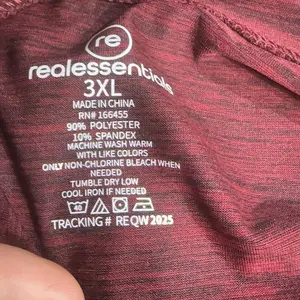 re
realessentials
3XL
MADE IN CHINA
RN# 166455
90% POLYESTER
10% SPANDEX
MACHINE WASH WARM
WITH LIKE COLORS
ONLY NON-CHLORINE BLEACH WHEN
NEEDED
TUMBLE DRY LOW
COOL IRON IF NEEDED
40
TRACKING # REQW2025